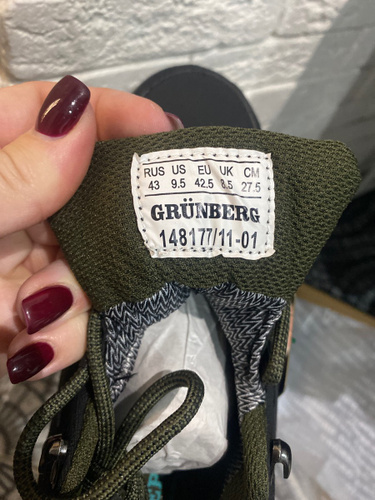 RUS US EU UK CM
43 9.5 42.5 8.5 27.5
GRÜNBERG
148177/11-01